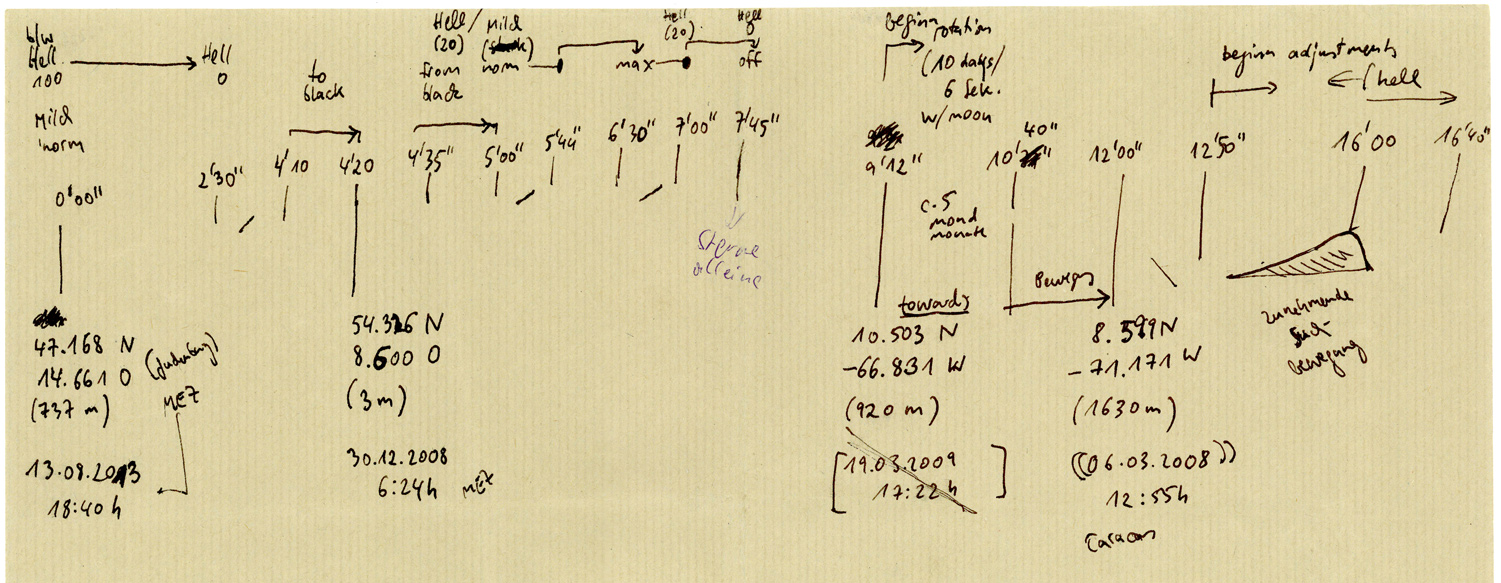 b/w
Hell
100
Hell
0
Mild
norm
to
black
Hell/
(20)
from
black
Mild
norm
max
Hell
(20)
Hell
0
off
begin
rotation
(10 days/
6 Sek.
w/moon
begin adjustments
(hell
0'00"
2'30"
4'10
4'20
4'35"
5'00"
5'44"
6'30"
7'00"
7'45"
9'12"
10'
40"
12'00"
12'50"
16'00
16'40"
Sterne
alleine
c. 5
mond
monate
towards
Beweg
zunehmende
Süd-
bewegung
47.168 N
14.661 O
(737 m)
(Judenburg)
MEZ
13.08.2013
18:40 h
54.326 N
8.600 O
(3m)
30.12.2008
6:24h MEZ
10.503 N
-66.831 W
(920 m)
[19.03.2009
17:22 h]
8.599 N
-71.171 W
(1630m)
((06.03.2008))
12:55h
Caracas